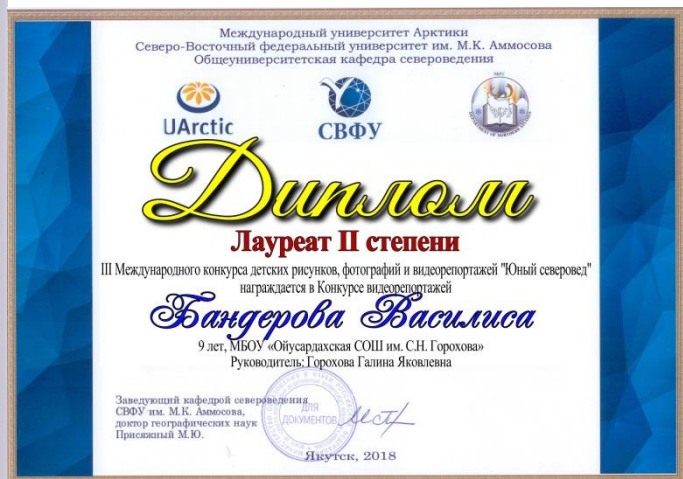 Международный университет Арктики
Северо-Восточный федеральный университет им. М.К. Аммосова
Общеуниверситетская кафедра североведения
UArctic
СВФУ
Диплом
Лауреат II степени
III Международного конкурса детских рисунков, фотографий и видеорепортажей "Юный северовед"
награждается в Конкурсе видеорепортажей
Бандерова Василиса
9 лет, МБОУ «Ойусардахская СОШ им. С.Н. Горохова»
Руководитель: Горохова Галина Яковлевна
Заведующий кафедрой североведения
СВФУ им. М.К. Аммосова,
доктор географических наук
Присяжный М.Ю.
ДЛЯ
ДОКУМЕНТОВ
Якутск, 2018